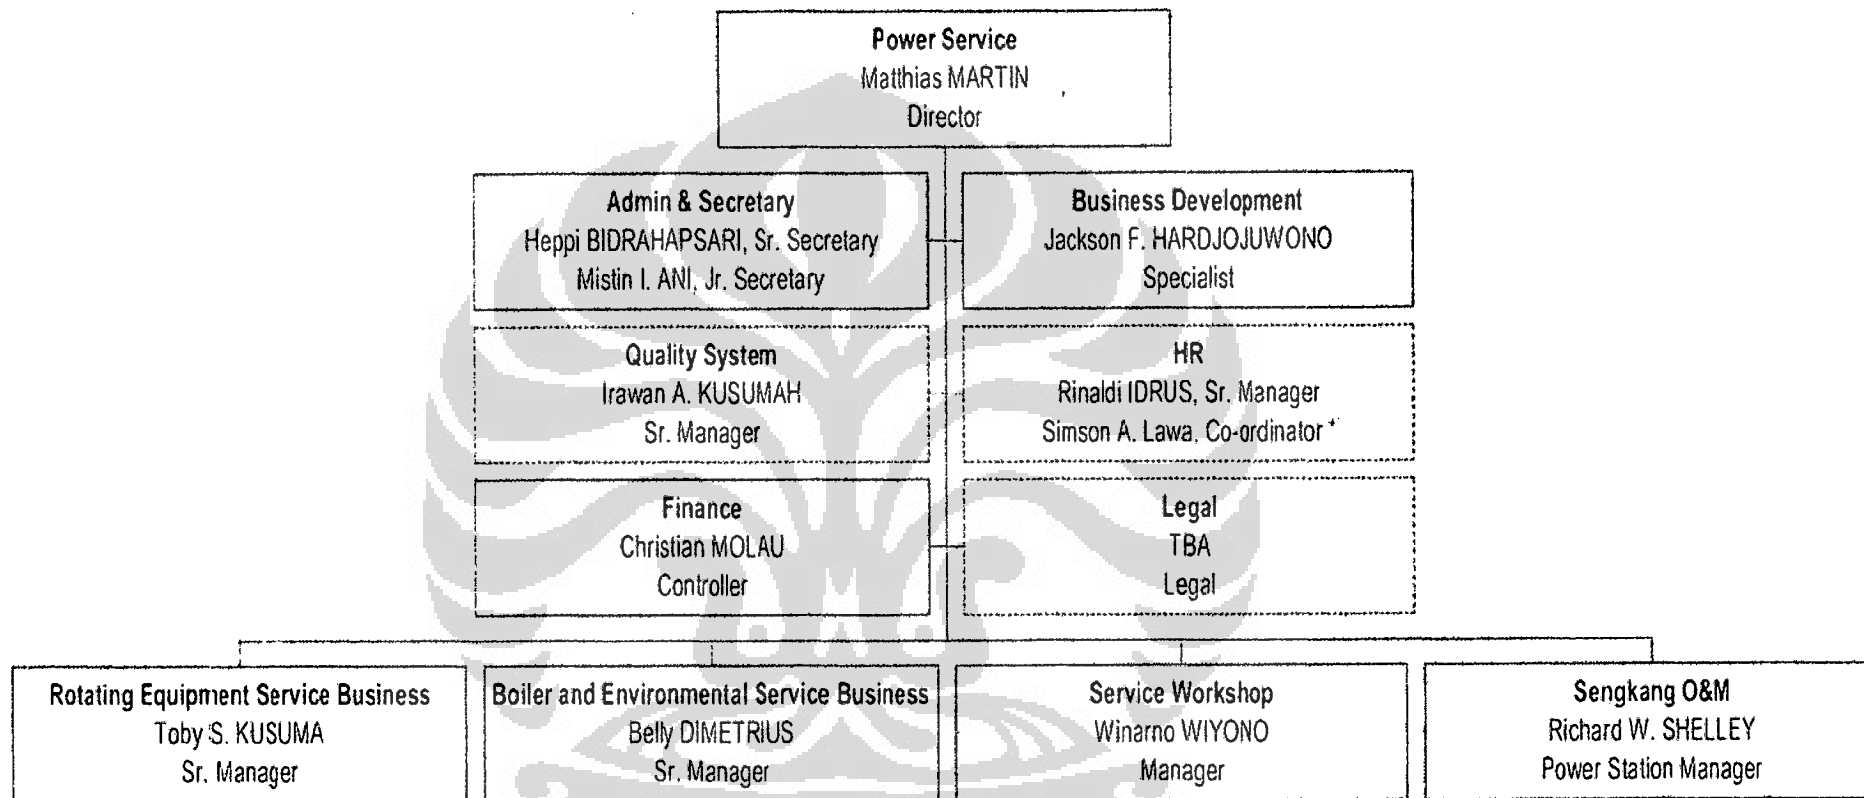 Power Service
Matthias MARTIN
Director
Admin & Secretary
Heppi BIDRAHAPSARI, Sr. Secretary
Mistin I. ANI, Jr. Secretary
Business Development
Jackson F. HARDJOJUWONO
Specialist
Quality System
Irawan A. KUSUMAH
Sr. Manager
HR
Rinaldi IDRUS, Sr. Manager
Simson A. Lawa, Co-ordinator +
Finance
Christian MOLAU
Controller
Legal
TBA
Legal
Rotating Equipment Service Business
Toby S. KUSUMA
Sr. Manager
Boiler and Environmental Service Business
Belly DIMETRIUS
Sr. Manager
Service Workshop
Winarno WIYONO
Manager
Sengkang O&M
Richard W. SHELLEY
Power Station Manager